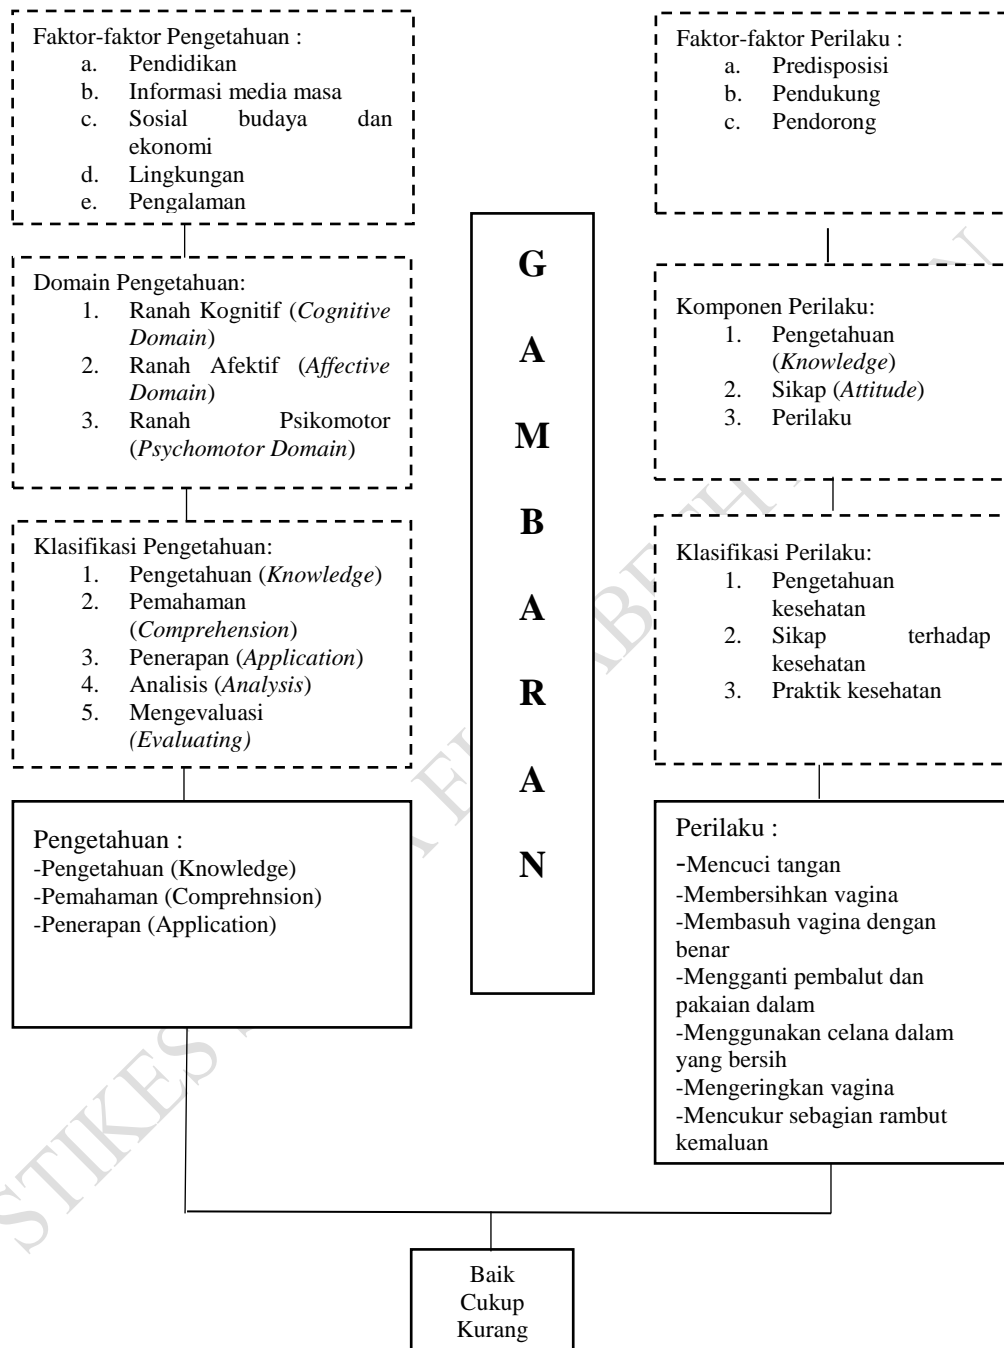 Faktor-faktor Pengetahuan :
a. Pendidikan
b. Informasi media masa
c. Sosial budaya dan
ekonomi
d. Lingkungan
e. Pengalaman
Domain Pengetahuan:
1. Ranah Kognitif (Cognitive
Domain)
2. Ranah Afektif (Affective
Domain)
3. Ranah Psikomotor
(Psychomotor Domain)
Klasifikasi Pengetahuan:
1. Pengetahuan (Knowledge)
2. Pemahaman
(Comprehension)
3. Penerapan (Application)
4. Analisis (Analysis)
5. Mengevaluasi
(Evaluating)
Pengetahuan :
-Pengetahuan (Knowledge)
-Pemahaman (Comprehnsion)
-Penerapan (Application)
G
A
M
B
A
R
A
N
Faktor-faktor Perilaku :
a. Predisposisi
b. Pendukung
c. Pendorong
Komponen Perilaku:
1. Pengetahuan
(Knowledge)
2. Sikap (Attitude)
3. Perilaku
Klasifikasi Perilaku:
1. Pengetahuan
kesehatan
2. Sikap terhadap
kesehatan
3. Praktik kesehatan
Perilaku :
-Mencuci tangan
-Membersihkan vagina
-Membasuh vagina dengan
benar
-Mengganti pembalut dan
pakaian dalam
-Menggunakan celana dalam
yang bersih
-Mengeringkan vagina
-Mencukur sebagian rambut
kemaluan
Baik
Cukup
Kurang
STIKES